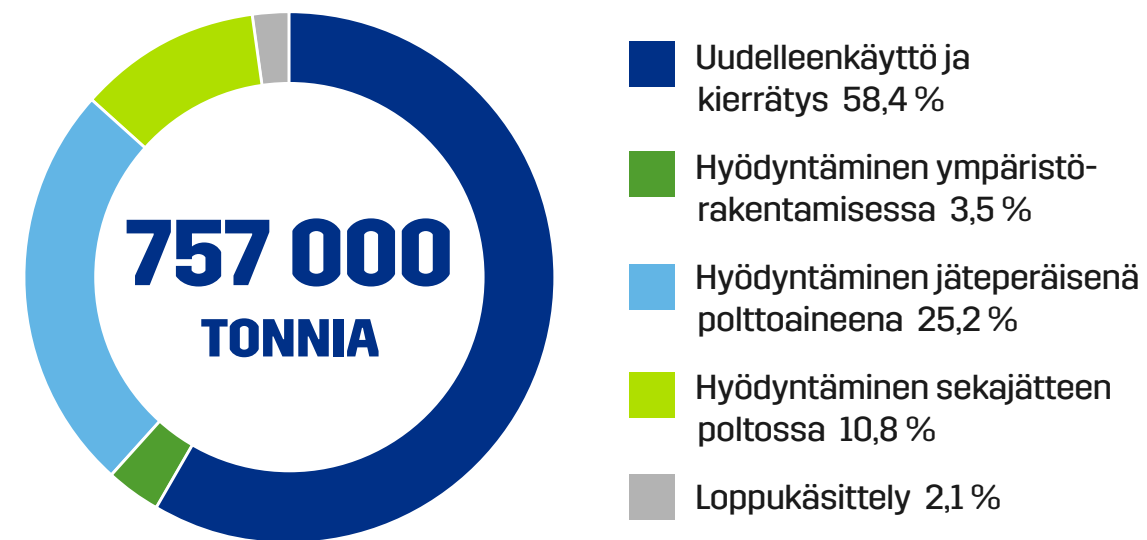 757 000
TONNIA
Uudelleenkäyttö ja
kierrätys 58,4 %
Hyödyntäminen ympäristö-
rakentamisessa 3,5 %
Hyödyntäminen jäteperäisenä
polttoaineena 25,2 %
Hyödyntäminen sekajätteen
poltossa 10,8 %
Loppukäsittely 2,1 %